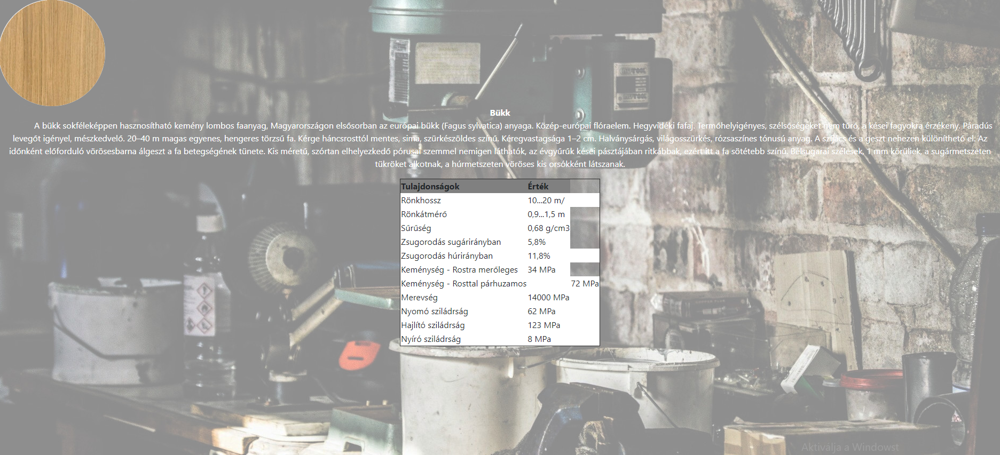 WARNING
Bükk
A bükk sokféleképpen hasznosítható kemény lombos faanyag, Magyarországon elsősorban az európai bükk (Fagus sylvatica) anyaga. Közép-európai flóraelem. Hegyvidéki fafaj. Termőhelyigényes, szélsőségeket nem tűrő, a kései fagyokra érzékeny. Páradús
levegőt igényel, mészkedvelő. 20–40 m magas egyenes, hengeres törzsű fa. Kérge háncsrosttól mentes, sima, szürkészöldes színű. Kéregvastagsága 1–2 cm. Halványsárgás, világosszürkés, rózsaszínes tónusú anyag. A szíjács és a geszt nehezen különíthető el. Az
időnként előforduló vörösesbarna álgeszt a fa betegségének tünete. Kis méretű, szórtan elhelyezkedő pórusai szemmel nemigen láthatók, az évgyűrűk kései pásztájában ritkábbak, ezért itt a fa sötétebb színű. Bélsugarai szélesek, 1 mm körüliek, a sugármetszeten
tükröket alkotnak, a húrmetszeten vöröses kis orsókként látszanak.
Tulajdonságok Érték
Rönkhossz 10...20 m/
Rönkátmérő 0,9...1,5 m
Sűrűség 0,68 g/cm3
Zsugorodás sugárirányban 5,8%
Zsugorodás húrirányban 11,8%
Keménység - Rostra merőleges 34 MPa
Keménység - Rosttal párhuzamos 72 MPa
Merevség 14000 MPa
Nyomó sziládrság 62 MPa
Hajlító sziládrság 123 MPa
Nyíró sziládrság 8 MPa
Aktiválja a Windowst